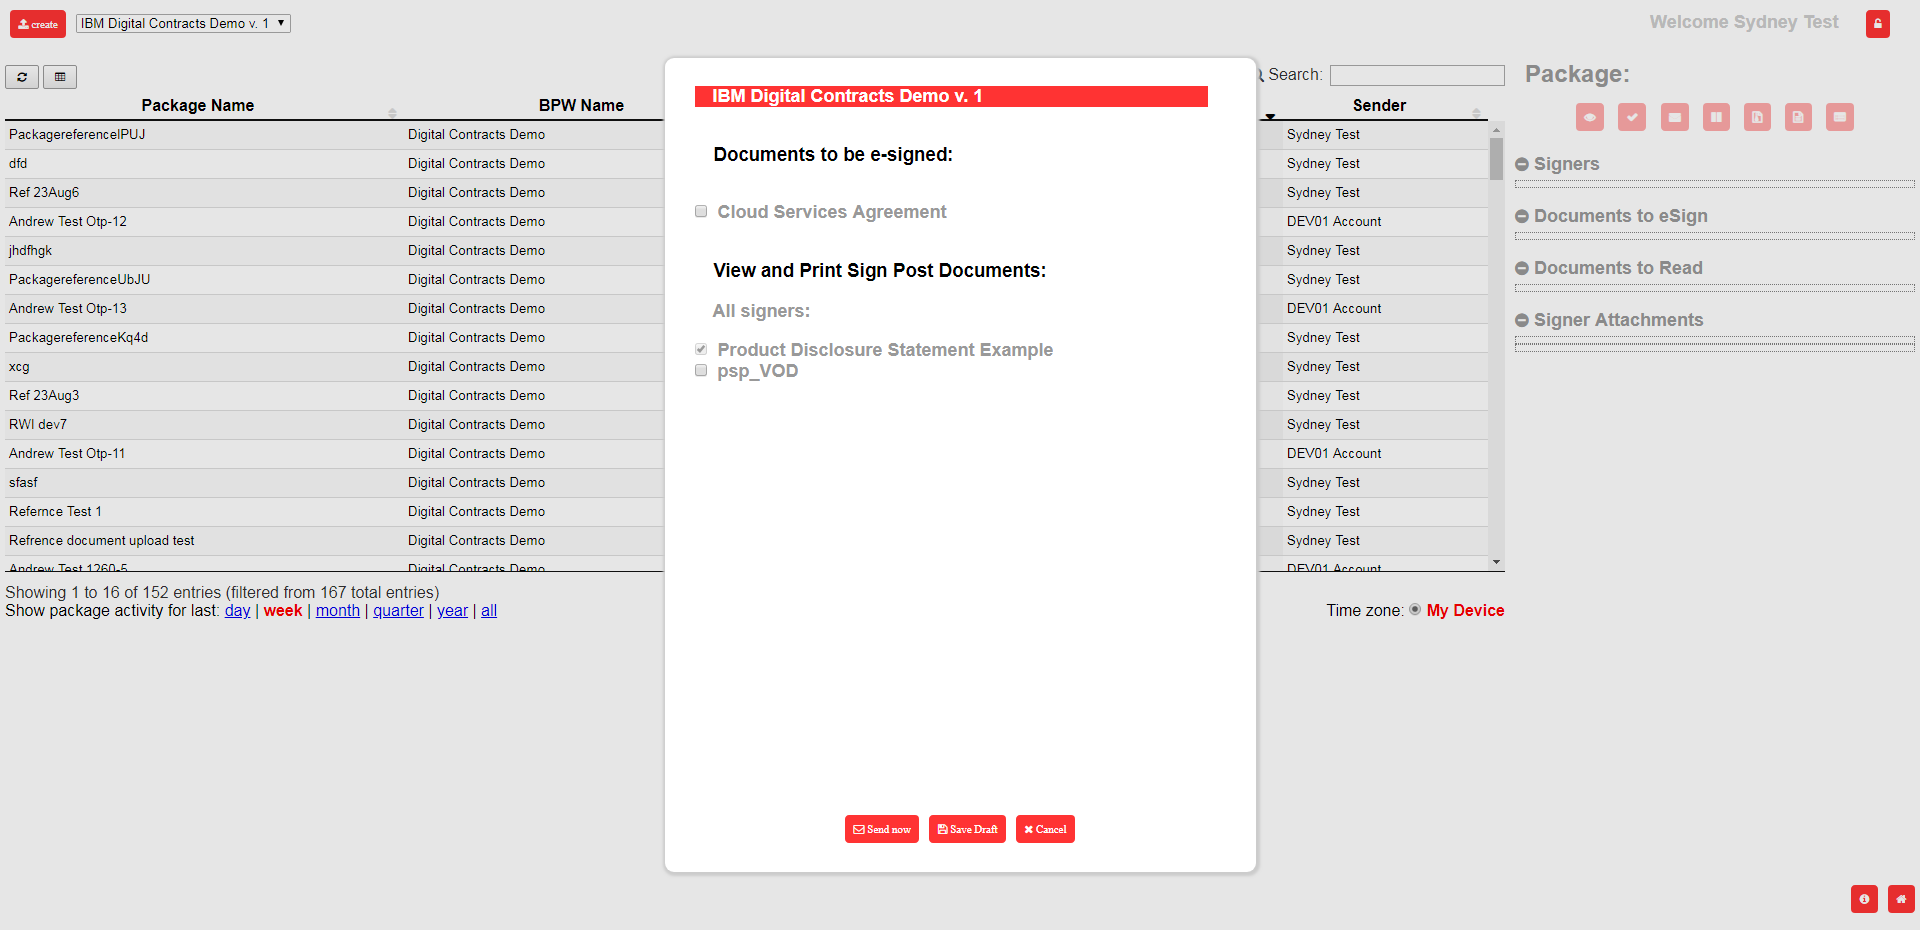 create
IBM Digital Contracts Demo v. 1
Welcome Sydney Test
Search:
Package Name
BPW Name
Sender
PackagereferenceIPUJ Digital Contracts Demo Sydney Test
dfd Digital Contracts Demo Sydney Test
Ref 23Aug6 Digital Contracts Demo Sydney Test
Andrew Test Otp-12 Digital Contracts Demo DEV01 Account
jhdfhgk Digital Contracts Demo Sydney Test
PackagereferenceUbJU Digital Contracts Demo Sydney Test
Andrew Test Otp-13 Digital Contracts Demo DEV01 Account
PackagereferenceKq4d Digital Contracts Demo Sydney Test
xcg Digital Contracts Demo Sydney Test
Ref 23Aug3 Digital Contracts Demo Sydney Test
RWI dev7 Digital Contracts Demo Sydney Test
Andrew Test Otp-11 Digital Contracts Demo DEV01 Account
sfasf Digital Contracts Demo Sydney Test
Refernce Test 1 Digital Contracts Demo Sydney Test
Refrence document upload test Digital Contracts Demo Sydney Test
Andrew Test 1260-5 Digital Contracts Demo DEV01 Account
Showing 1 to 16 of 152 entries (filtered from 167 total entries)
Show package activity for last: day | week | month | quarter | year | all
Time zone: My Device
IBM Digital Contracts Demo v. 1
Documents to be e-signed:
Cloud Services Agreement
View and Print Sign Post Documents:
All signers:
Product Disclosure Statement Example
psp_VOD
Send now
Save Draft
Cancel
Package:
Signers
Documents to eSign
Documents to Read
Signer Attachments